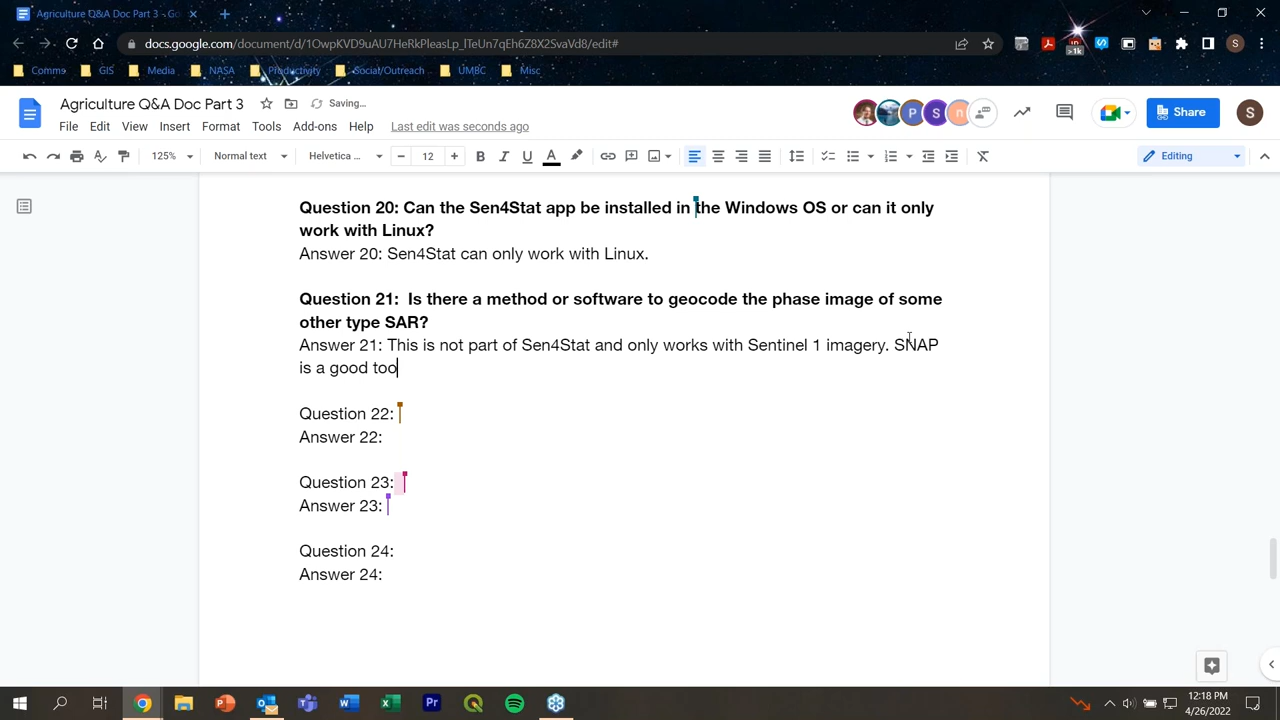 Agriculture Q&A Doc Part 3 - Go
docs.google.com/document/d/1OwpKVD9uAU7HeRkPleasLp_lTeUn7qEh6Z8X2SvaVd8/edit#
>1k
S
Comms
GIS
Media
NASA
Productivity
Social/Outreach
UMBC
Misc
Agriculture Q&A Doc Part 3
Saving...
P
S
n
Share
S
File Edit View Insert Format Tools Add-ons Help Last edit was seconds ago
125% Normal text Helvetica ... 12 B I U A Editing
Question 20: Can the Sen4Stat app be installed in the Windows OS or can it only
work with Linux?
Answer 20: Sen4Stat can only work with Linux.
Question 21: Is there a method or software to geocode the phase image of some
other type SAR?
Answer 21: This is not part of Sen4Stat and only works with Sentinel 1 imagery. SNAP
is a good too
Question 22:
Answer 22:
Question 23:
Answer 23:
Question 24:
Answer 24:
12:18 PM
4/26/2022